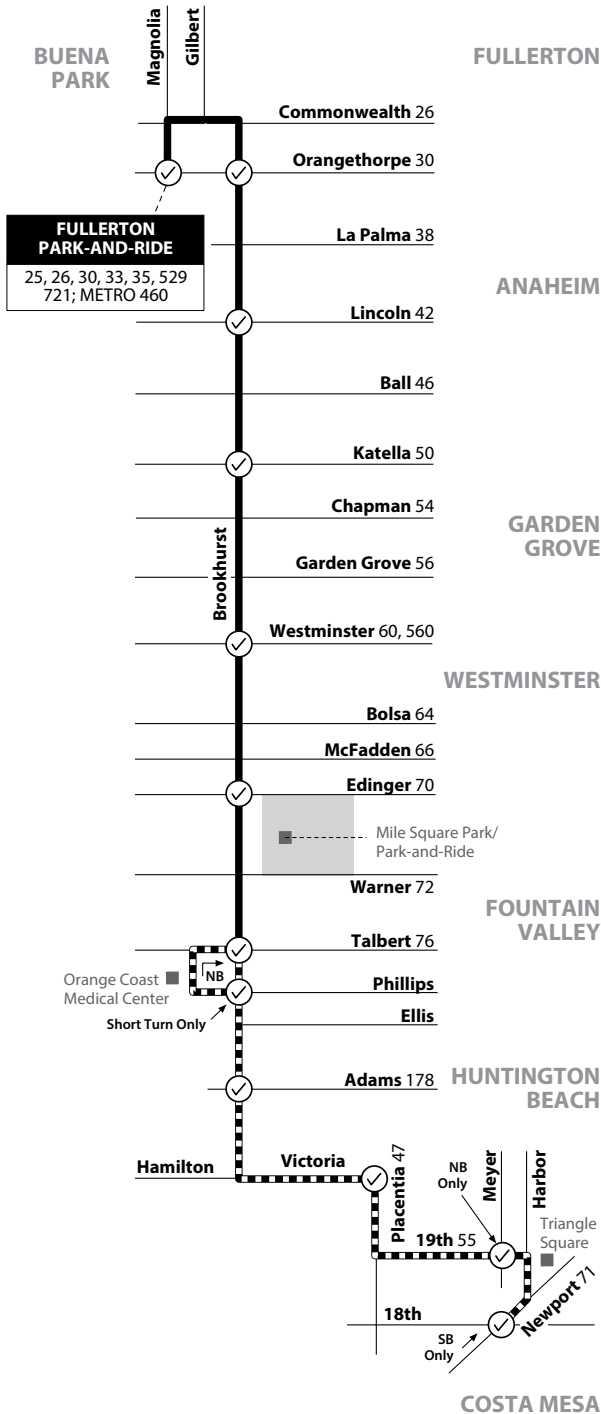 BUENA
PARK
Magnolia
Gilbert
FULLERTON
Commonwealth 26
Orangethorpe 30
FULLERTON
PARK-AND-RIDE
25, 26, 30, 33, 35, 529
721; METRO 460
La Palma 38
ANAHEIM
Lincoln 42
Ball 46
Katella 50
Chapman 54
GARDEN
GROVE
Brookhurst
Garden Grove 56
Westminster 60, 560
WESTMINSTER
Bolsa 64
McFadden 66
Edinger 70
Mile Square Park/
Park-and-Ride
Warner 72
FOUNTAIN
VALLEY
Talbert 76
NB
Orange Coast
Medical Center
Phillips
Short Turn Only
Ellis
Adams 178
HUNTINGTON
BEACH
Hamilton
Victoria
Placentia 47
NB
Only
Meyer
Harbor
Triangle
Square
19th 55
Newport 71
18th
SB
Only
COSTA MESA